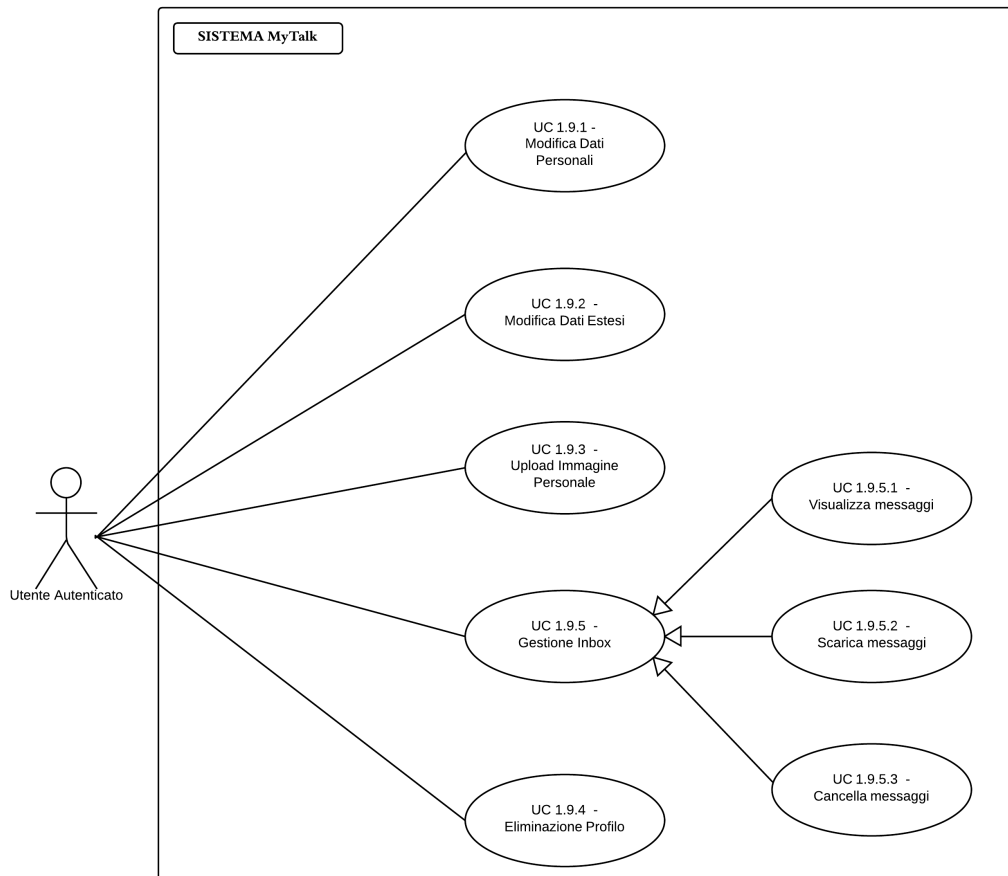 SISTEMA MyTalk
UC 1.9.1 -
Modifica Dati
Personali
UC 1.9.2 -
Modifica Dati Estesi
UC 1.9.3 -
Upload Immagine
Personale
UC 1.9.5.1 -
Visualizza messaggi
Utente Autenticato
UC 1.9.5 -
Gestione Inbox
UC 1.9.5.2 -
Scarica messaggi
UC 1.9.5.3 -
Cancella messaggi
UC 1.9.4 -
Eliminazione Profilo